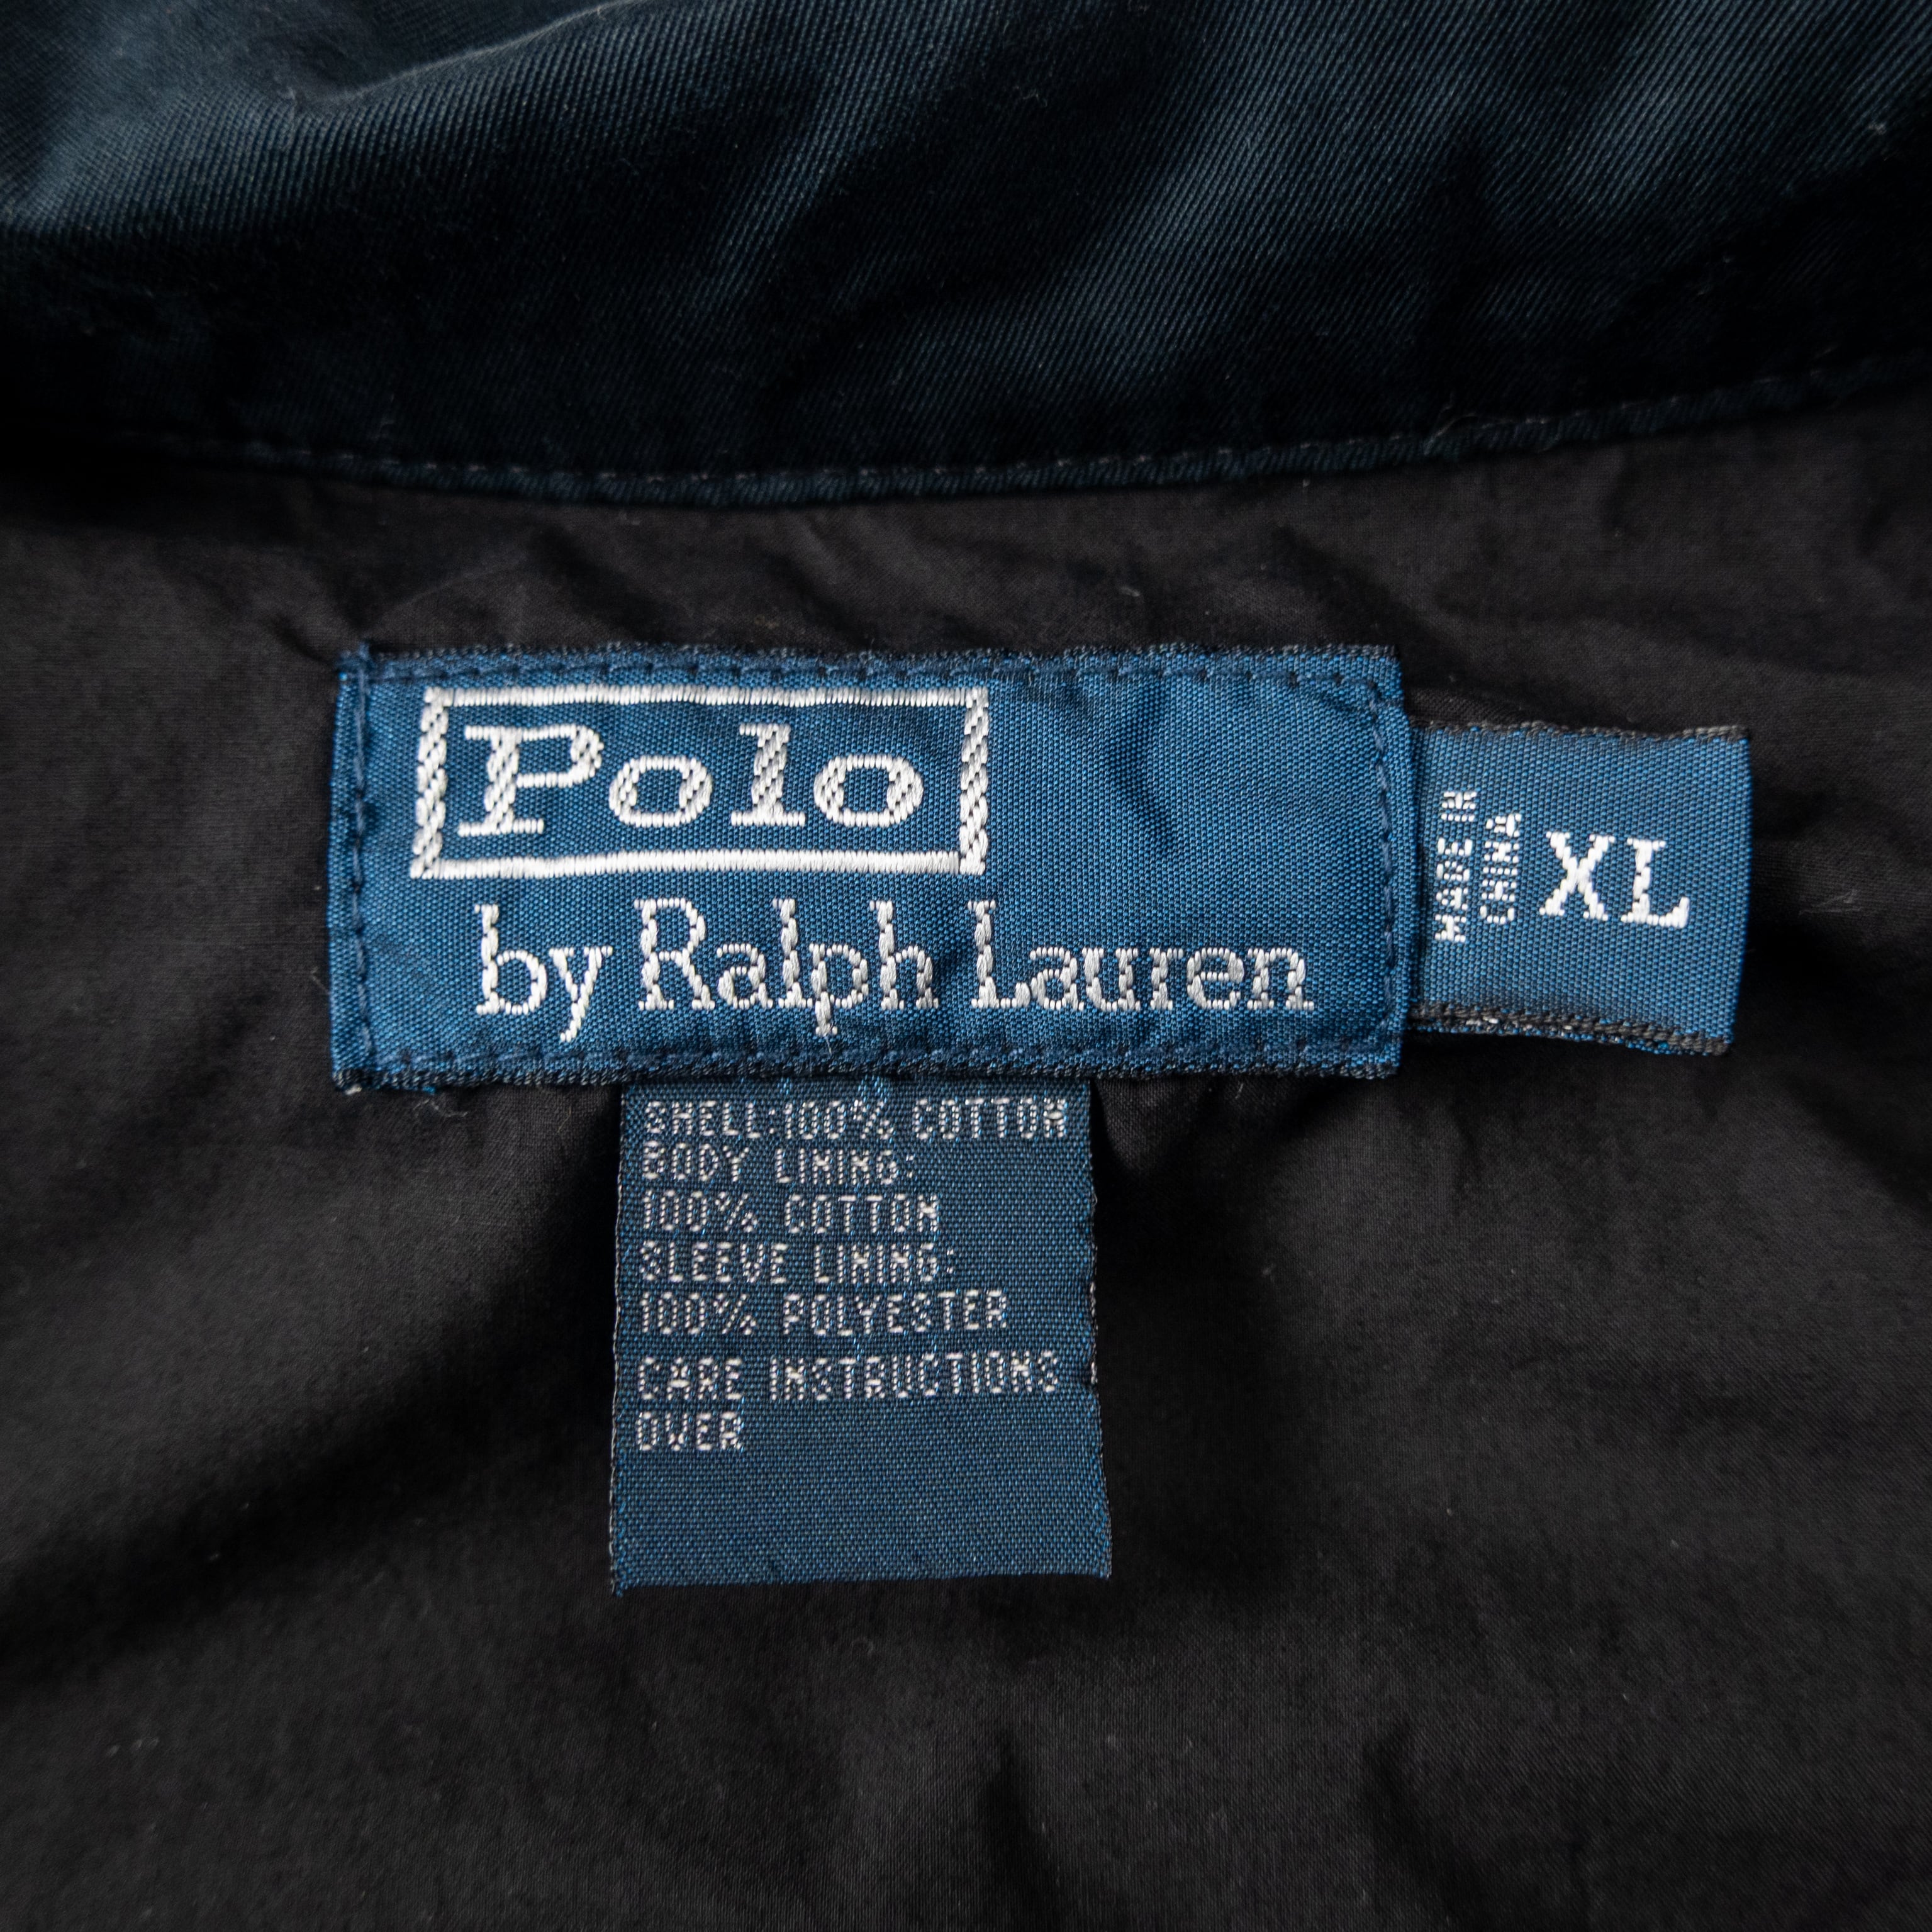 Polo
by Ralph Lauren
MADE IN
CHINA
XL
SHELL:100% COTTON
BODY LINING:
100% COTTON
SLEEVE LINING:
100% POLYESTER
CARE INSTRUCTIONS
OVER